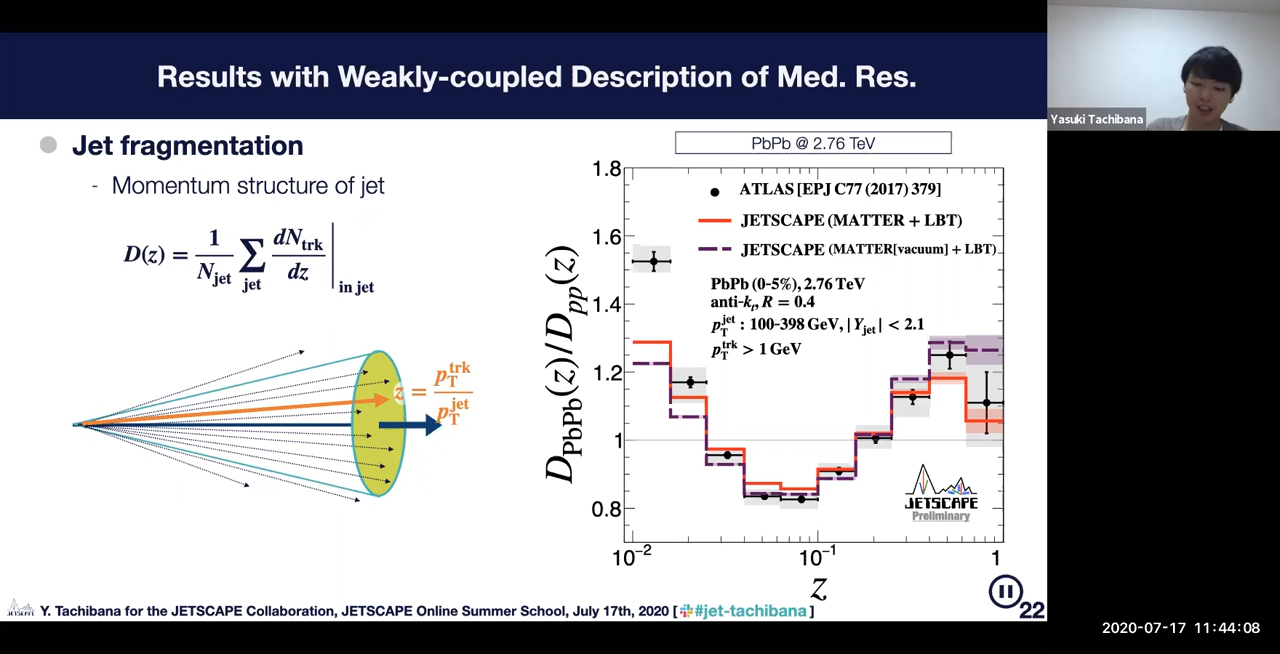 Results with Weakly-coupled Description of Med. Res.
Yasuki Tachibana
Jet fragmentation
- Momentum structure of jet
D(z) = 1/N_jet ∑_jet dN_trk/dz |_in jet
z = p_T^trk / p_T^jet
PbPb @ 2.76 TeV
1.8
1.6
1.4
1.2
1
0.8
D_PbPb(z)/D_pp(z)
ATLAS [EPJ C77 (2017) 379]
JETSCAPE (MATTER + LBT)
JETSCAPE (MATTER[vacuum] + LBT)
PbPb (0-5%), 2.76 TeV
anti-k_t, R = 0.4
p_T^jet : 100-398 GeV, |Y_jet| < 2.1
p_T^trk > 1 GeV
JETSCAPE
Preliminary
10^-2 10^-1 1
z
Y. Tachibana for the JETSCAPE Collaboration, JETSCAPE Online Summer School, July 17th, 2020 [ #jet-tachibana ]
22
2020-07-17 11:44:08